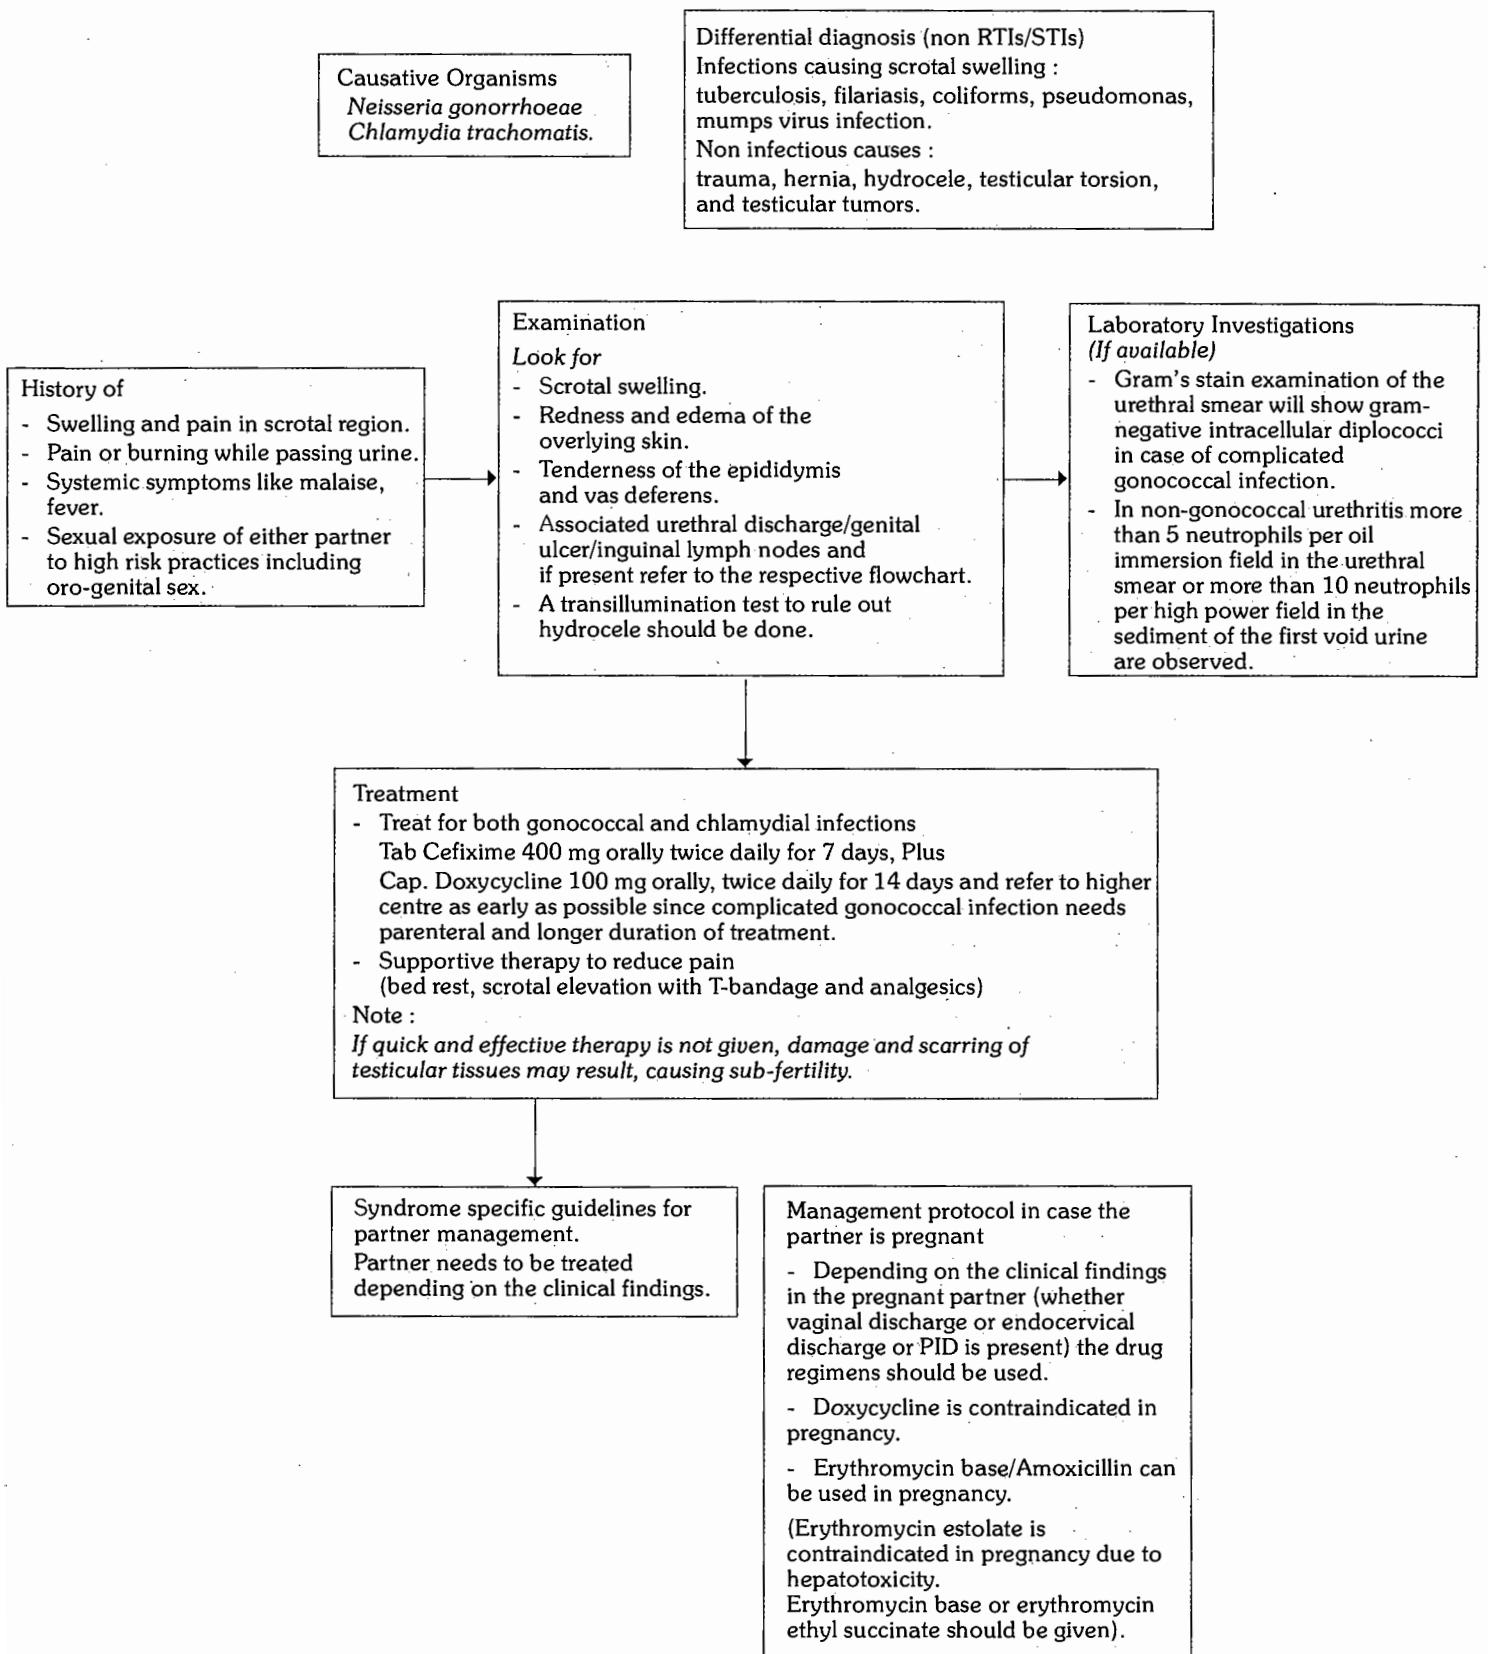 Causative Organisms
Neisseria gonorrhoeae
Chlamydia trachomatis.
Differential diagnosis (non RTIs/STIs)
Infections causing scrotal swelling :
tuberculosis, filariasis, coliforms, pseudomonas,
mumps virus infection.
Non infectious causes :
trauma, hernia, hydrocele, testicular torsion,
and testicular tumors.
History of
- Swelling and pain in scrotal region.
- Pain or burning while passing urine.
- Systemic symptoms like malaise,
fever.
- Sexual exposure of either partner
to high risk practices including
oro-genital sex.
Examination
Look for
- Scrotal swelling.
- Redness and edema of the
overlying skin.
- Tenderness of the epididymis
and vas deferens.
- Associated urethral discharge/genital
ulcer/inguinal lymph nodes and
if present refer to the respective flowchart.
- A transillumination test to rule out
hydrocele should be done.
Laboratory Investigations
(If available)
- Gram's stain examination of the
urethral smear will show gram-
negative intracellular diplococci
in case of complicated
gonococcal infection.
- In non-gonococcal urethritis more
than 5 neutrophils per oil
immersion field in the urethral
smear or more than 10 neutrophils
per high power field in the
sediment of the first void urine
are observed.
Treatment
- Treat for both gonococcal and chlamydial infections
Tab Cefixime 400 mg orally twice daily for 7 days, Plus
Cap. Doxycycline 100 mg orally, twice daily for 14 days and refer to higher
centre as early as possible since complicated gonococcal infection needs
parenteral and longer duration of treatment.
- Supportive therapy to reduce pain
(bed rest, scrotal elevation with T-bandage and analgesics)
Note :
If quick and effective therapy is not given, damage and scarring of
testicular tissues may result, causing sub-fertility.
Syndrome specific guidelines for
partner management.
Partner needs to be treated
depending on the clinical findings.
Management protocol in case the
partner is pregnant
- Depending on the clinical findings
in the pregnant partner (whether
vaginal discharge or endocervical
discharge or PID is present) the drug
regimens should be used.
- Doxycycline is contraindicated in
pregnancy.
- Erythromycin base/Amoxicillin can
be used in pregnancy.
(Erythromycin estolate is
contraindicated in pregnancy due to
hepatotoxicity.
Erythromycin base or erythromycin
ethyl succinate should be given).